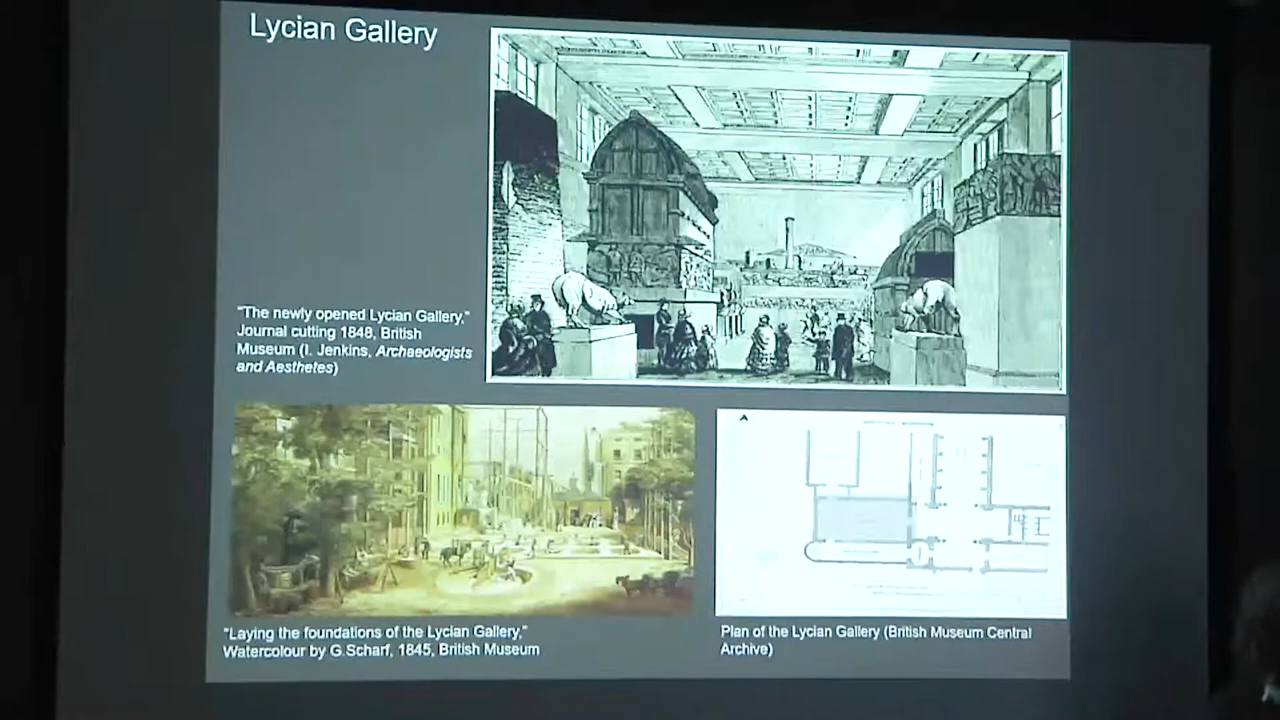 Lycian Gallery
"The newly opened Lycian Gallery,"
Journal cutting 1848, British
Museum (I. Jenkins, Archaeologists
and Aesthetes)
"Laying the foundations of the Lycian Gallery,"
Watercolour by G.Scharf, 1845, British Museum
Plan of the Lycian Gallery (British Museum Central
Archive)